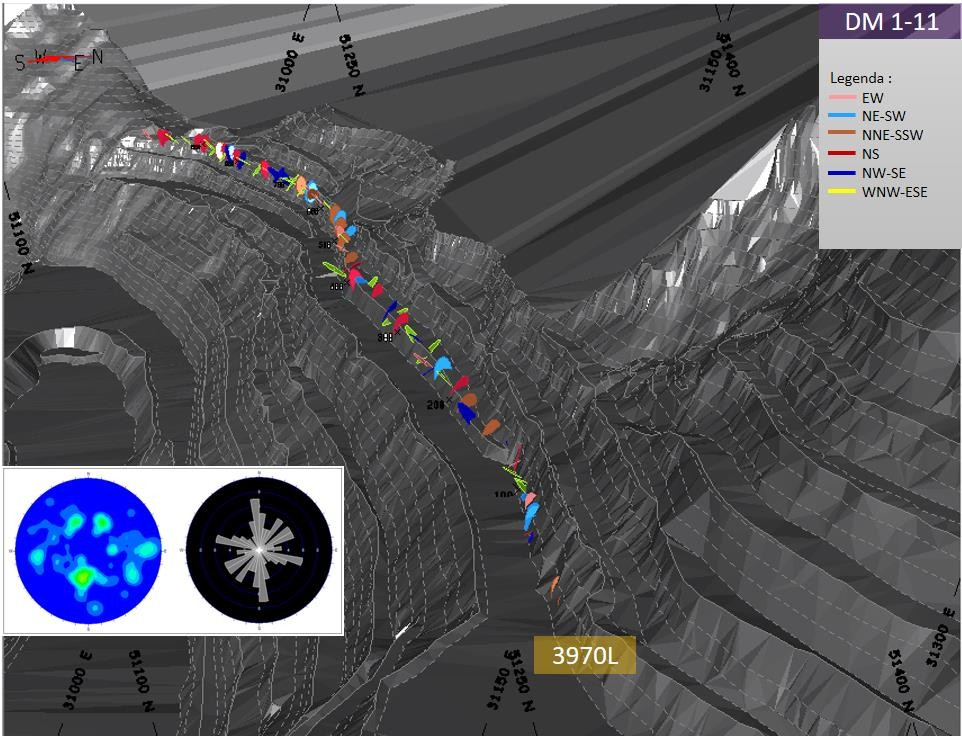 DM 1-11
Legenda :
EW
NE-SW
NNE-SSW
NS
NW-SE
WNW-ESE
S W E N
31000 E
51250 N
31150 E
51400 N
51100 N
200
100
3970L
31000 E
51100 N
31150 E
51250 N
51400 N
31300 E